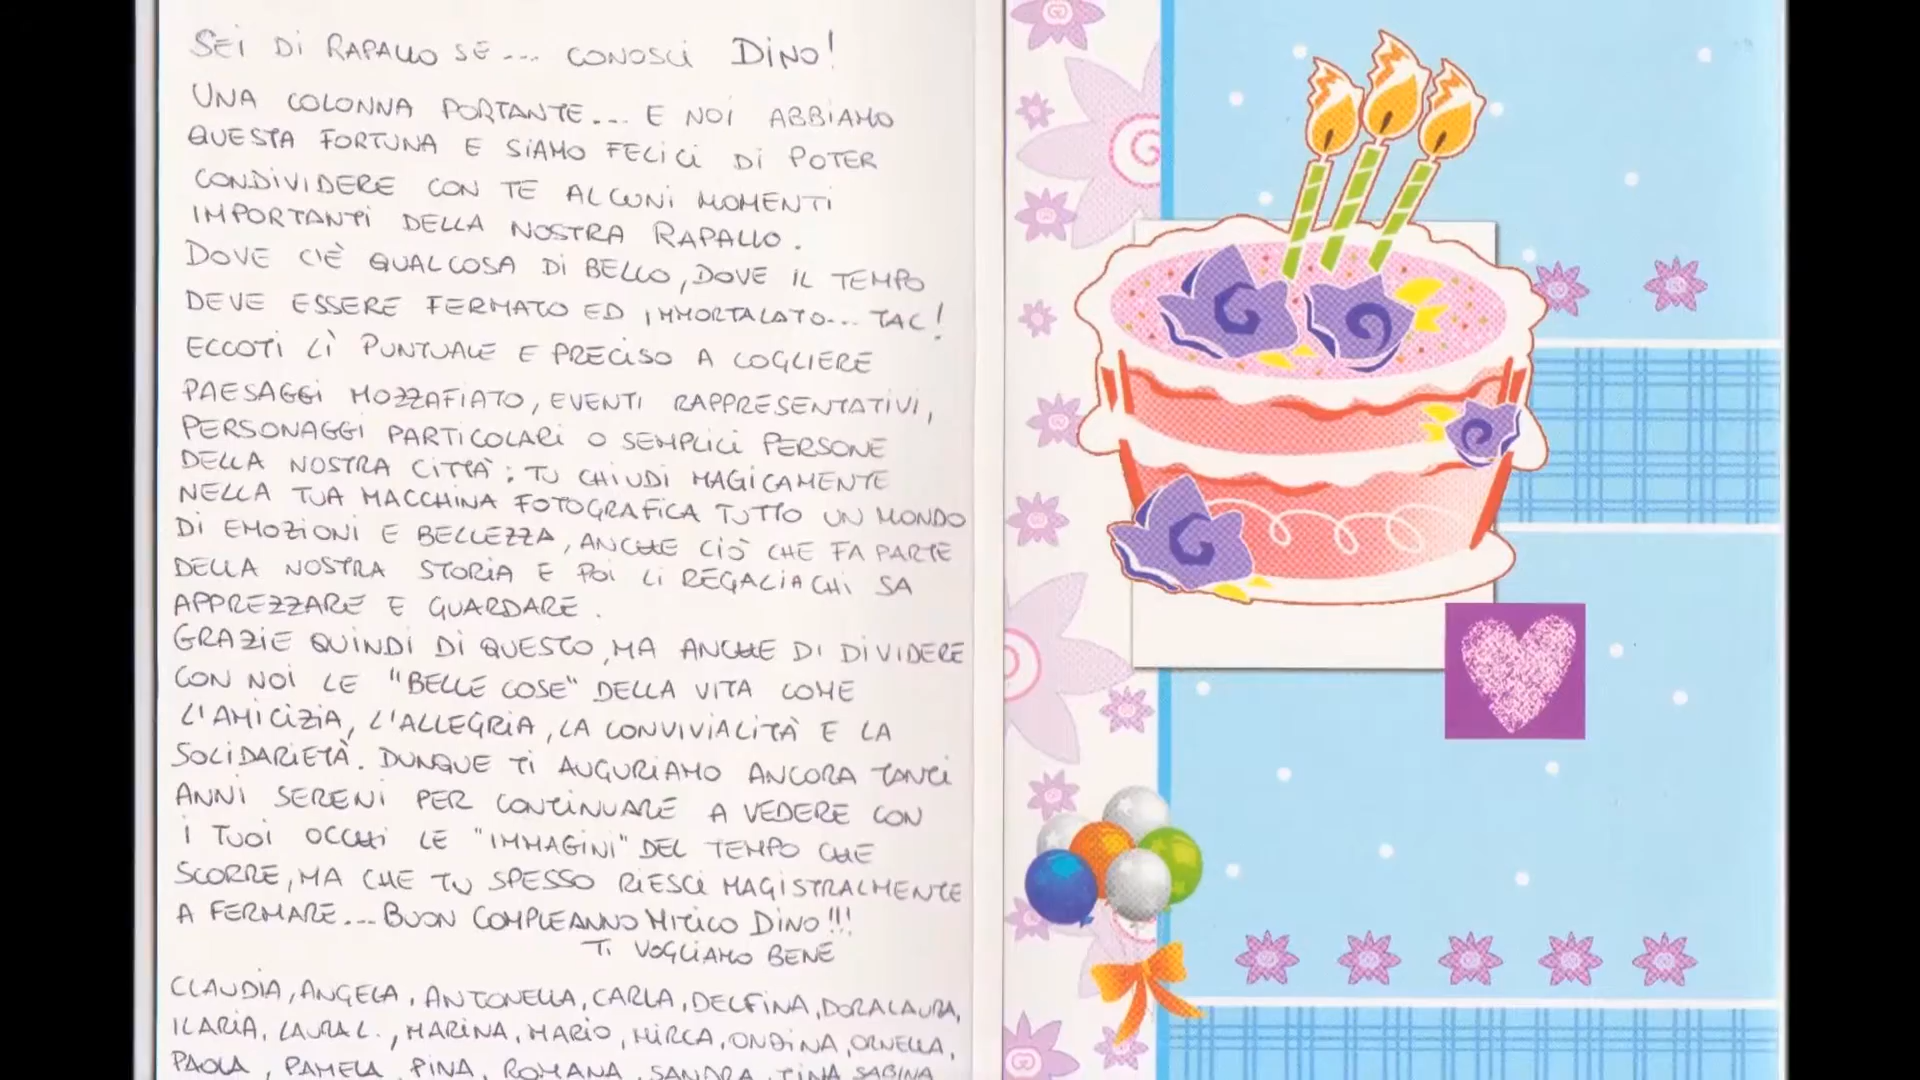 SEI DI RAPALLO SE... CONOSCI DINO!
UNA COLONNA PORTANTE... E NOI ABBIAMO
QUESTA FORTUNA E SIAMO FELICI DI POTER
CONDIVIDERE CON TE ALCUNI MOMENTI
IMPORTANTI DELLA NOSTRA RAPALLO.
DOVE C'È QUALCOSA DI BELLO, DOVE IL TEMPO
DEVE ESSERE FERMATO ED IMMORTALATO... TAC!
ECCOTI LÌ PUNTUALE E PRECISO A COGLIERE
PAESAGGI MOZZAFIATO, EVENTI RAPPRESENTATIVI,
PERSONAGGI PARTICOLARI O SEMPLICI PERSONE
DELLA NOSTRA CITTÀ: TU CHIUDI MAGICAMENTE
NELLA TUA MACCHINA FOTOGRAFICA TUTTO UN MONDO
DI EMOZIONI E BELLEZZA, ANCHE CIÒ CHE FA PARTE
DELLA NOSTRA STORIA E POI LI REGALI A CHI SA
APPREZZARE E GUARDARE.
GRAZIE QUINDI DI QUESTO, MA ANCHE DI DIVIDERE
CON NOI LE "BELLE COSE" DELLA VITA COME
L'AMICIZIA, L'ALLEGRIA, LA CONVIVIALITÀ E LA
SOLIDARIETÀ. DUNQUE TI AUGURIAMO ANCORA TANTI
ANNI SERENI PER CONTINUARE A VEDERE CON
I TUOI OCCHI LE "IMMAGINI" DEL TEMPO CHE
SCORRE, MA CHE TU SPESSO RIESCI MAGISTRALMENTE
A FERMARE... BUON COMPLEANNO MITICO DINO!!!
TI VOGLIAMO BENE
CLAUDIA, ANGELA, ANTONELLA, CARLA, DELFINA, DORALAURA,
ILARIA, LAURA L., MARINA, MARIO, MIRCA, ONDINA, ORNELLA,
PAOLA, PAMELA, PINA, ROMANA, SANDRA, TINA, SABINA